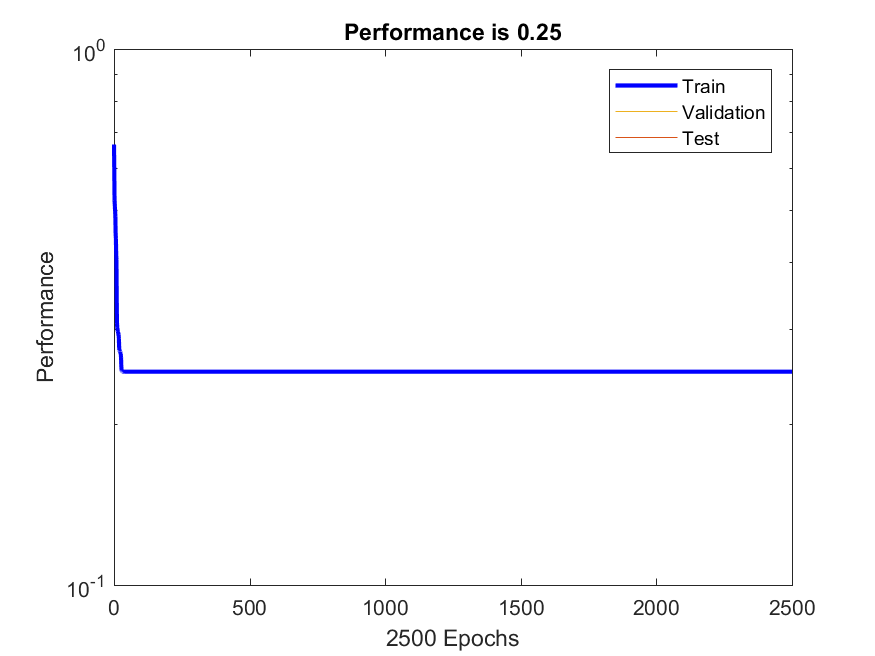 Performance is 0.25
10^0
Train
Validation
Test
Performance
10^-1
0 500 1000 1500 2000 2500
2500 Epochs